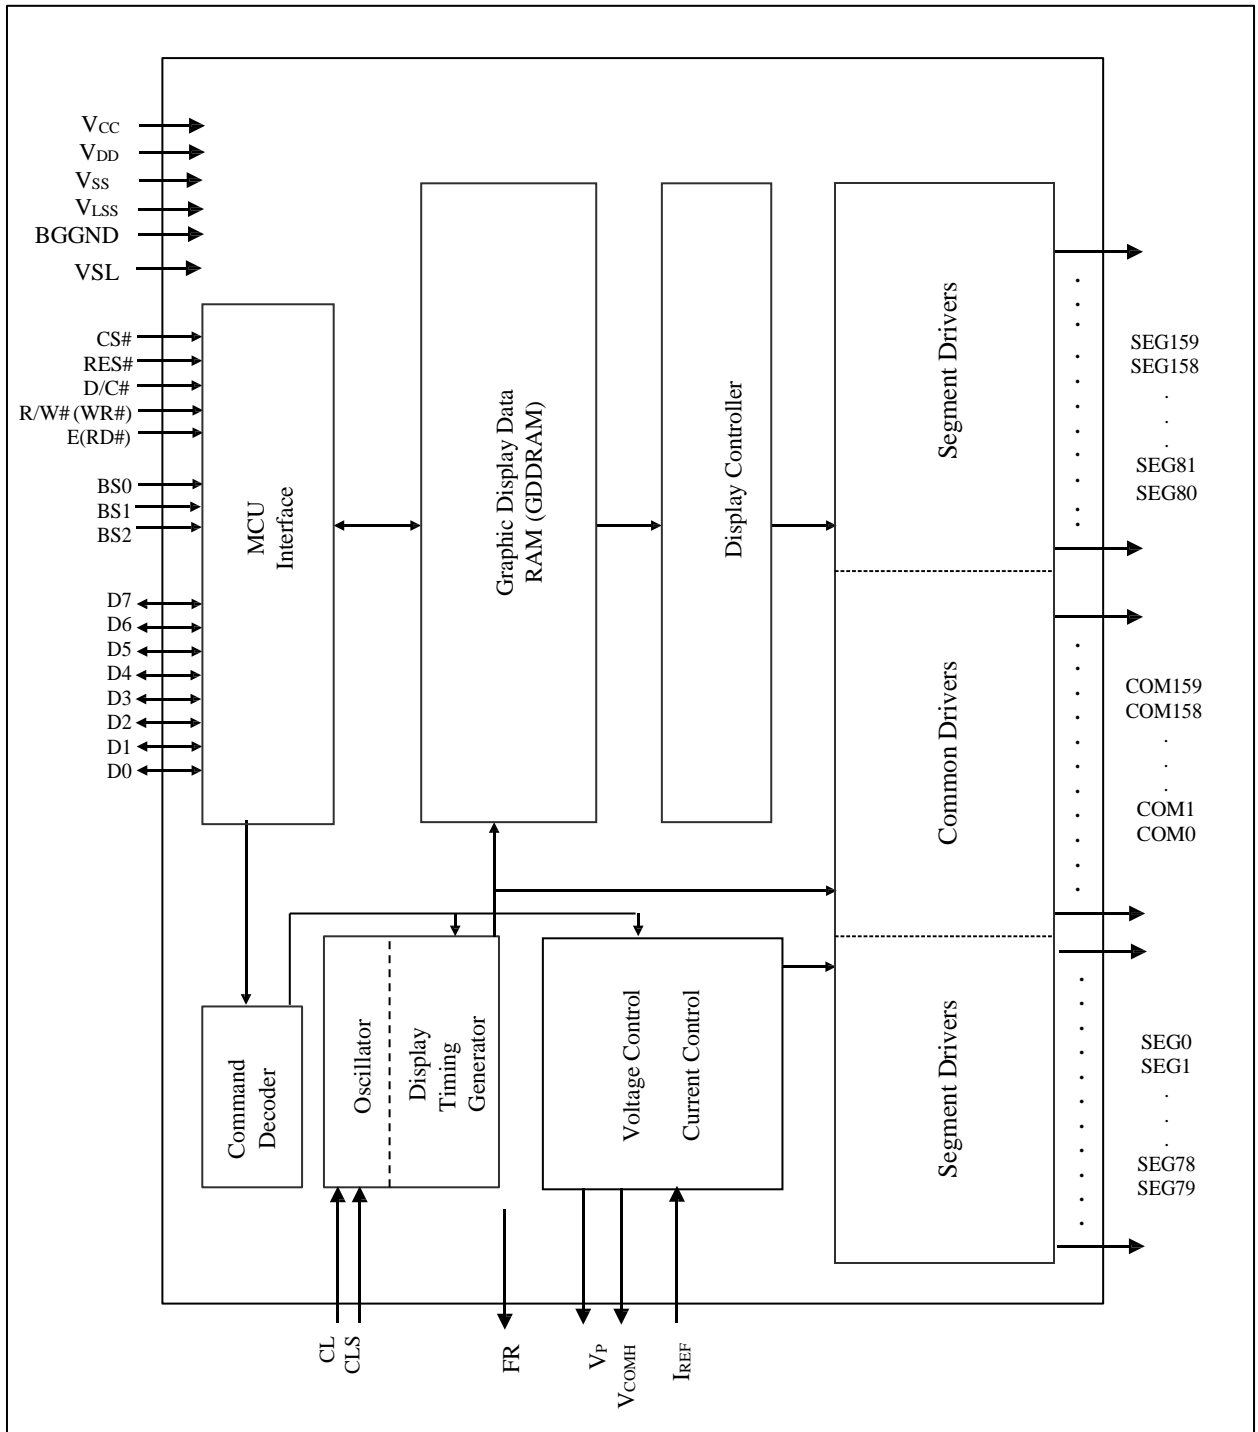 VCC
VDD
VSS
VLSS
BGGND
VSL
CS#
RES#
D/C#
R/W# (WR#)
E(RD#)
BS0
BS1
BS2
D7
D6
D5
D4
D3
D2
D1
D0
MCU
Interface
Graphic Display Data
RAM (GDDRAM)
Display Controller
Segment Drivers
Common Drivers
Segment Drivers
SEG159
SEG158
.
.
.
SEG81
SEG80
COM159
COM158
.
.
.
COM1
COM0
SEG0
SEG1
.
.
.
SEG78
SEG79
Command
Decoder
Oscillator
Display
Timing
Generator
Voltage Control
Current Control
CL
CLS
FR
VP
VCOMH
IREF